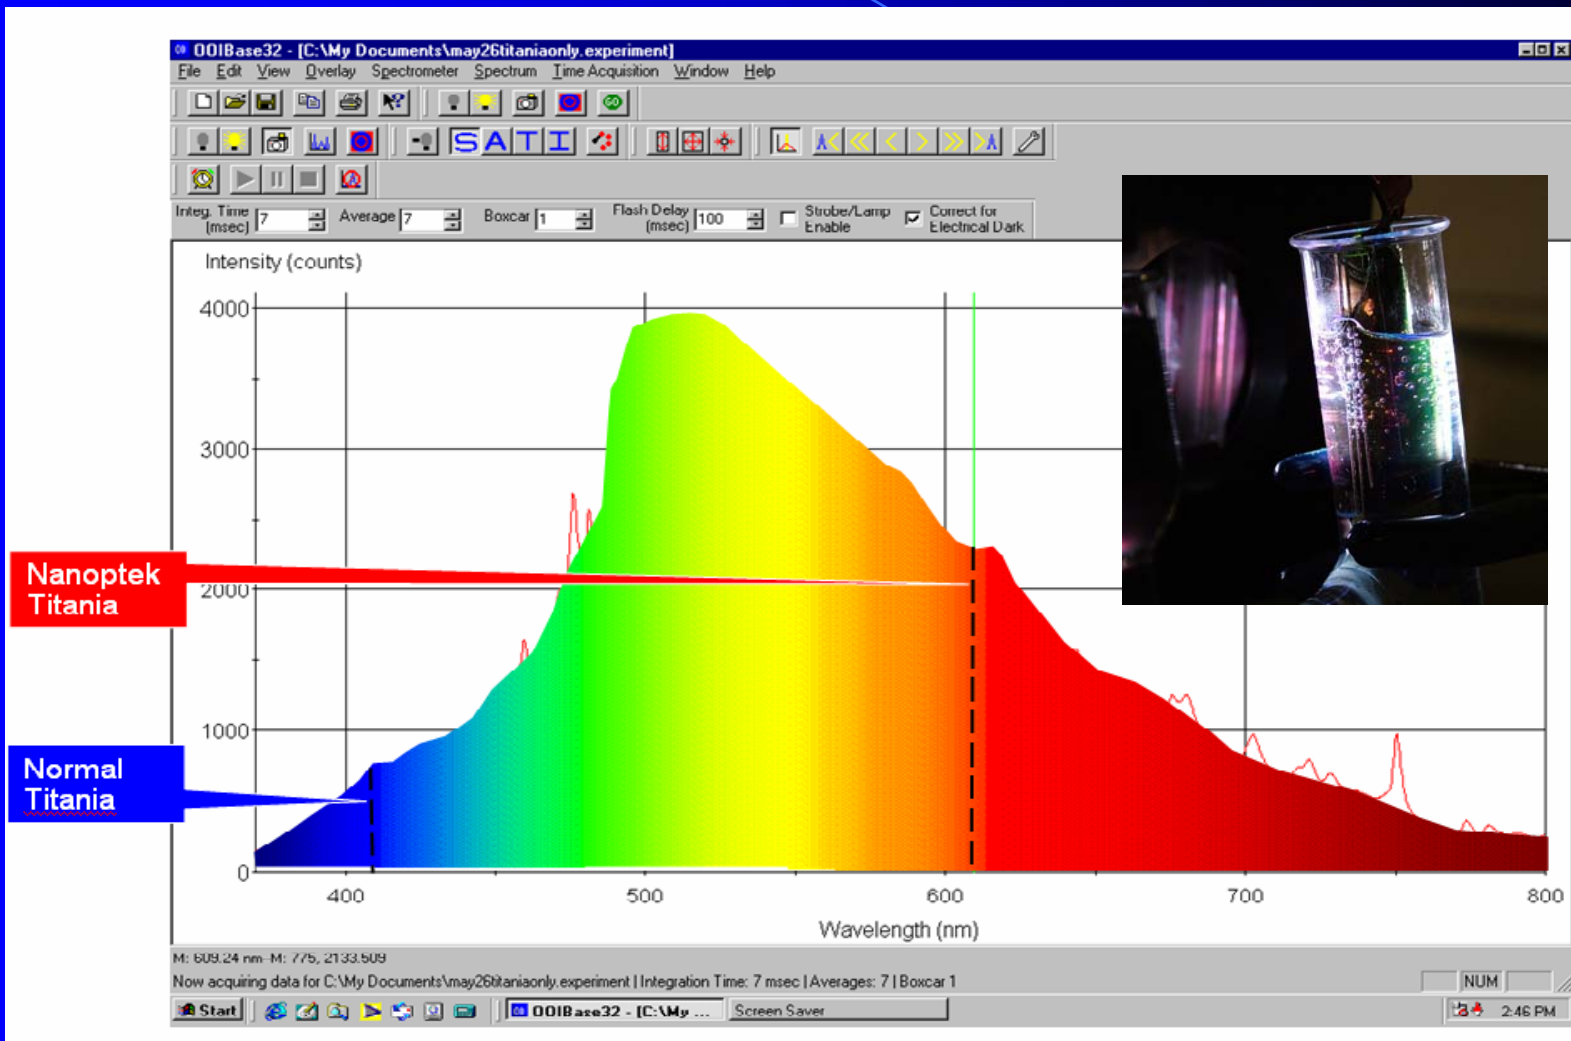 OOIBase32 - [C:\My Documents\may26titaniaonly.experiment]
File Edit View Overlay Spectrometer Spectrum Time Acquisition Window Help
GO
S A T I
Integ. Time (msec) 7 Average 7 Boxcar 1 Flash Delay (msec) 100 Strobe/Lamp Enable Correct for Electrical Dark
Intensity (counts)
4000
3000
Nanoptek
Titania
2000
1000
Normal
Titania
0
400 500 600 700 800
Wavelength (nm)
M: 609.24 nm--M: 775, 2133.509
Now acquiring data for C:\My Documents\may26titaniaonly.experiment | Integration Time: 7 msec | Averages: 7 | Boxcar 1
NUM
Start OOIBase32 - [C:\My ... Screen Saver 2:46 PM